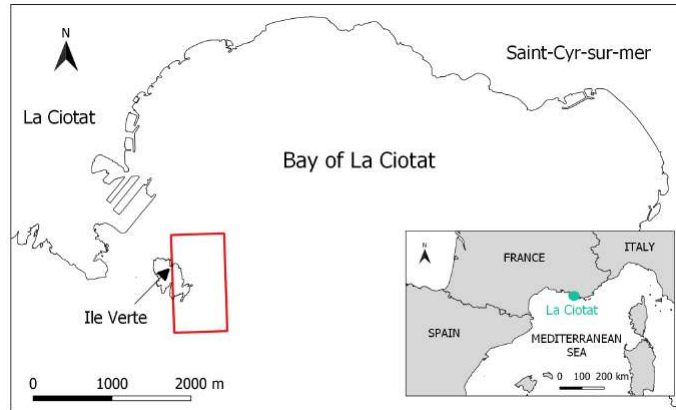 N
Saint-Cyr-sur-mer
La Ciotat
Bay of La Ciotat
Ile Verte
0 1000 2000 m
N
FRANCE
ITALY
La Ciotat
SPAIN
MEDITERRANEAN
SEA
0 100 200 km